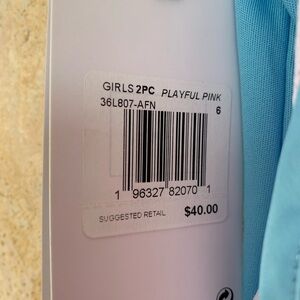 GIRLS 2PC PLAYFUL PINK
36L807-AFN 6
1 96327 82070 1
SUGGESTED RETAIL $40.00